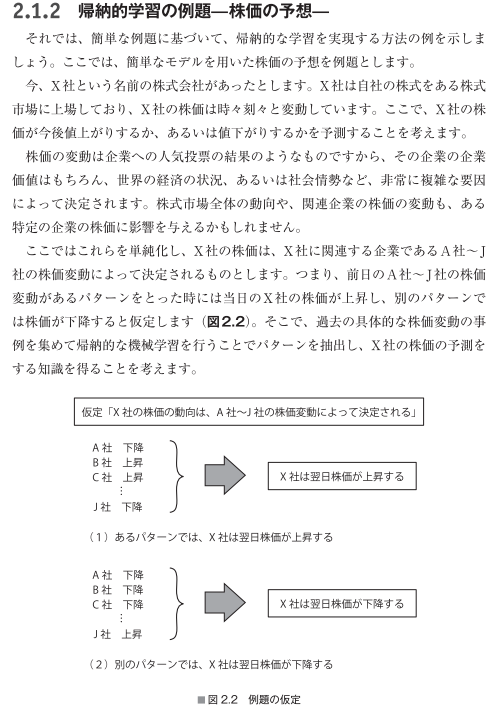 2.1.2　帰納的学習の例題―株価の予想―
それでは、簡単な例題に基づいて、帰納的な学習を実現する方法の例を示しま
しょう。ここでは、簡単なモデルを用いた株価の予想を例題とします。
今、X社という名前の株式会社があったとします。X社は自社の株式をある株式
市場に上場しており、X社の株価は時々刻々と変動しています。ここで、X社の株
価が今後値上がりするか、あるいは値下がりするかを予測することを考えます。
株価の変動は企業への人気投票の結果のようなものですから、その企業の企業
価値はもちろん、世界の経済の状況、あるいは社会情勢など、非常に複雑な要因
によって決定されます。株式市場全体の動向や、関連企業の株価の変動も、ある
特定の企業の株価に影響を与えるかもしれません。
ここではこれらを単純化し、X社の株価は、X社に関連する企業であるA社～J
社の株価変動によって決定されるものとします。つまり、前日のA社～J社の株価
変動があるパターンをとった時には当日のX社の株価が上昇し、別のパターンで
は株価が下降すると仮定します（図2.2）。そこで、過去の具体的な株価変動の事
例を集めて帰納的な機械学習を行うことでパターンを抽出し、X社の株価の予測を
する知識を得ることを考えます。
仮定「X社の株価の動向は、A社～J社の株価変動によって決定される」
A社　下降
B社　上昇
C社　上昇
⋮
J社　下降
X社は翌日株価が上昇する
（1）あるパターンでは、X社は翌日株価が上昇する
A社　下降
B社　下降
C社　下降
⋮
J社　上昇
X社は翌日株価が下降する
（2）別のパターンでは、X社は翌日株価が下降する
■図2.2　例題の仮定